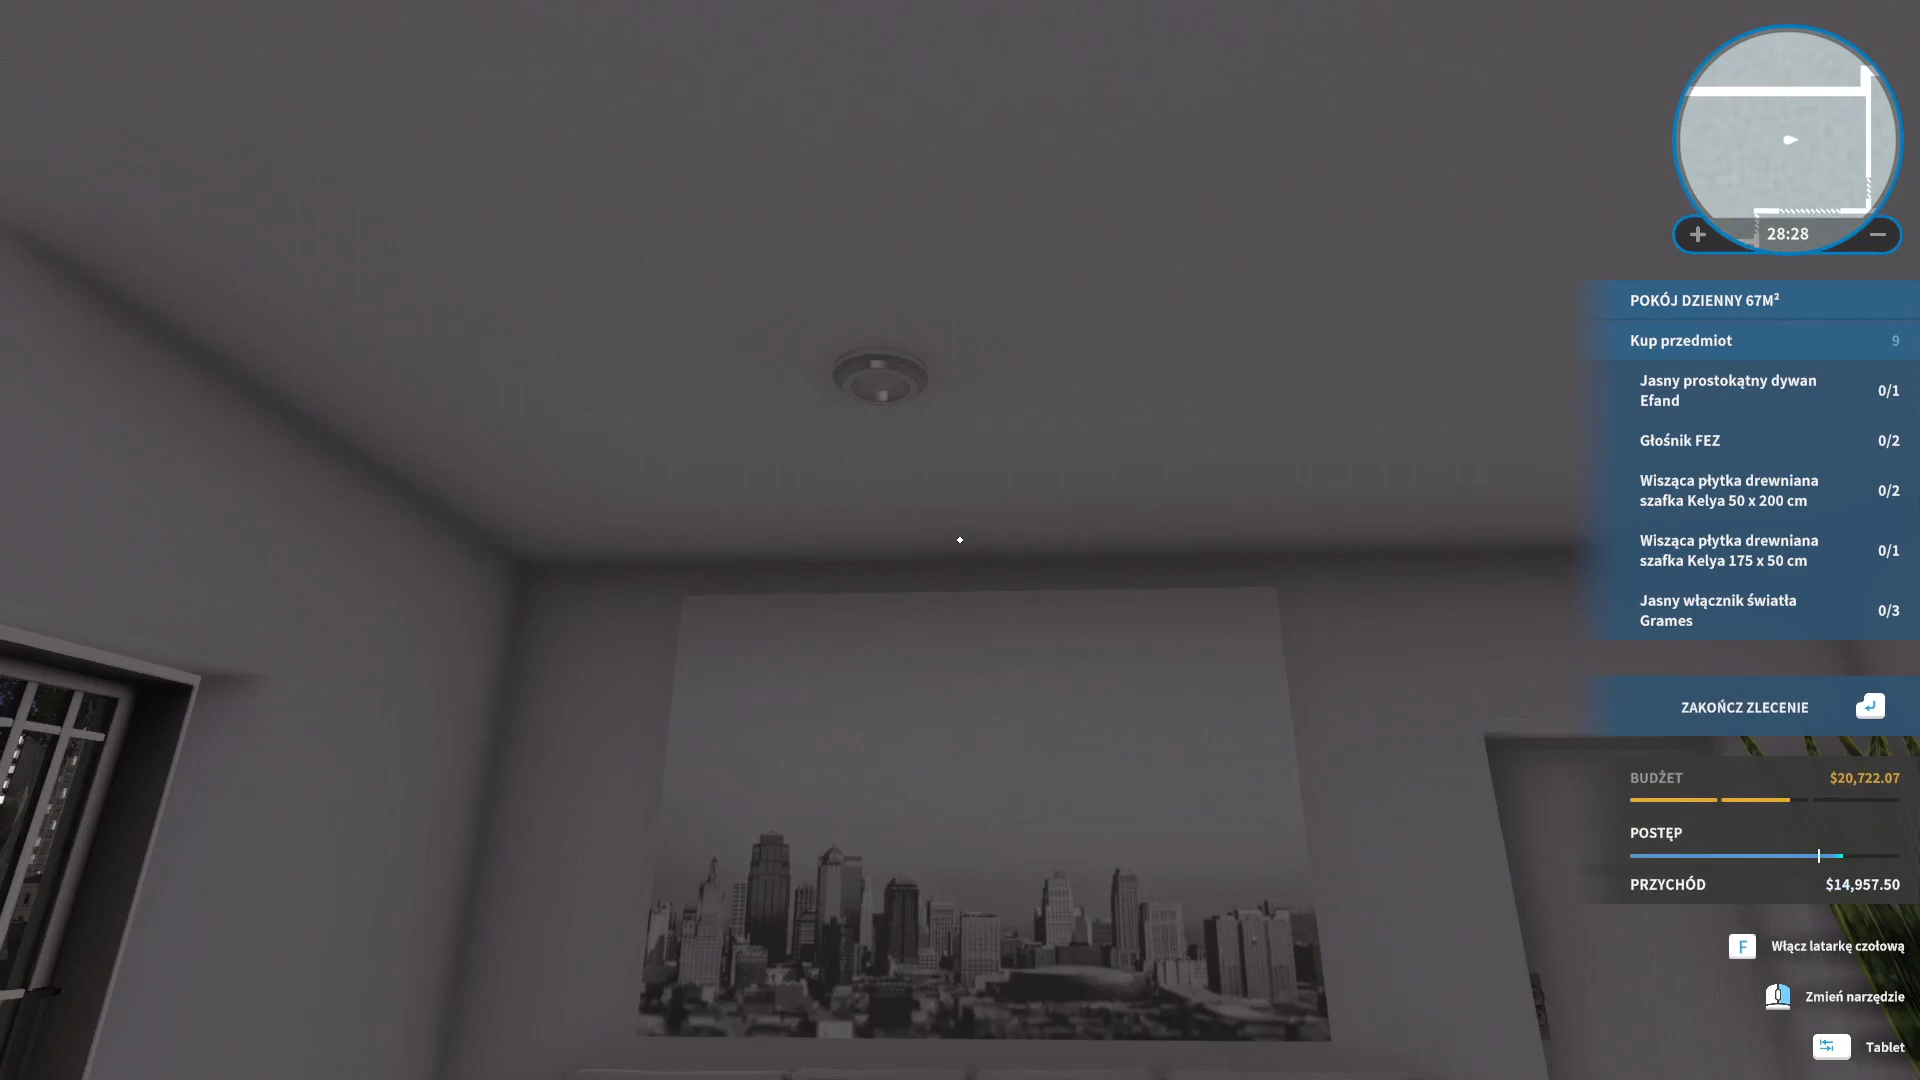 28:28
POKÓJ DZIENNY 67M²
Kup przedmiot 9
Jasny prostokątny dywan
Efand 0/1
Głośnik FEZ 0/2
Wisząca płytka drewniana
szafka Kelya 50 x 200 cm 0/2
Wisząca płytka drewniana
szafka Kelya 175 x 50 cm 0/1
Jasny włącznik światła
Grames 0/3
ZAKOŃCZ ZLECENIE
BUDŻET $20,722.07
POSTĘP
PRZYCHÓD $14,957.50
F Włącz latarkę czołową
Zmień narzędzie
Tablet